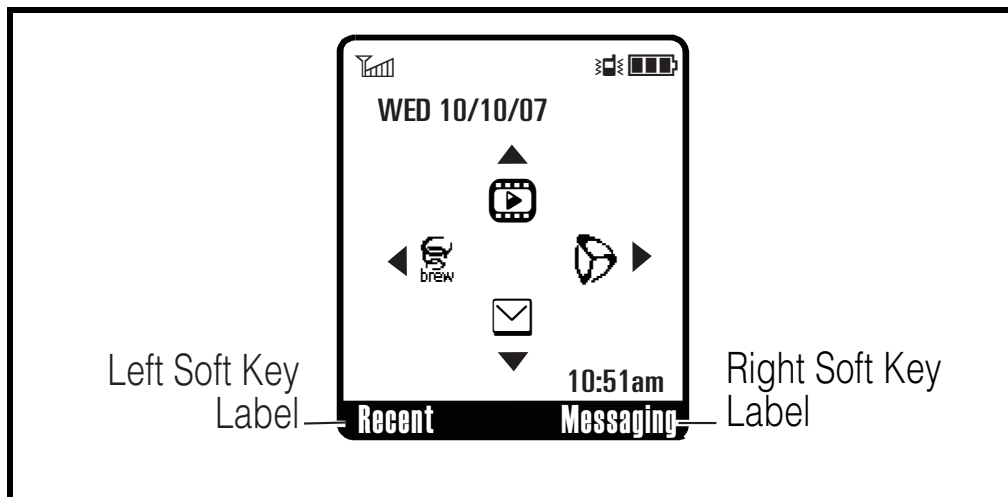 WED 10/10/07
brew
10:51am
Left Soft Key
Label
Recent
Messaging
Right Soft Key
Label